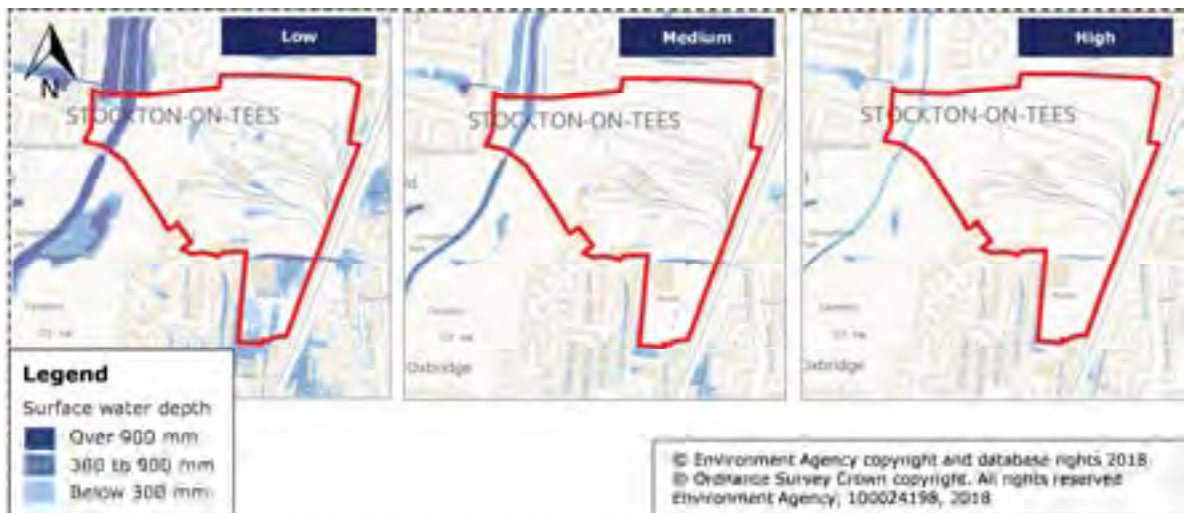 Low
Medium
High
N
STOCKTON-ON-TEES
STOCKTON-ON-TEES
STOCKTON-ON-TEES
Oxbridge
Legend
Surface water depth
Over 900 mm
300 to 900 mm
Below 300 mm
© Environment Agency copyright and database rights 2018
© Ordnance Survey Crown copyright. All rights reserved
Environment Agency, 100024198, 2018